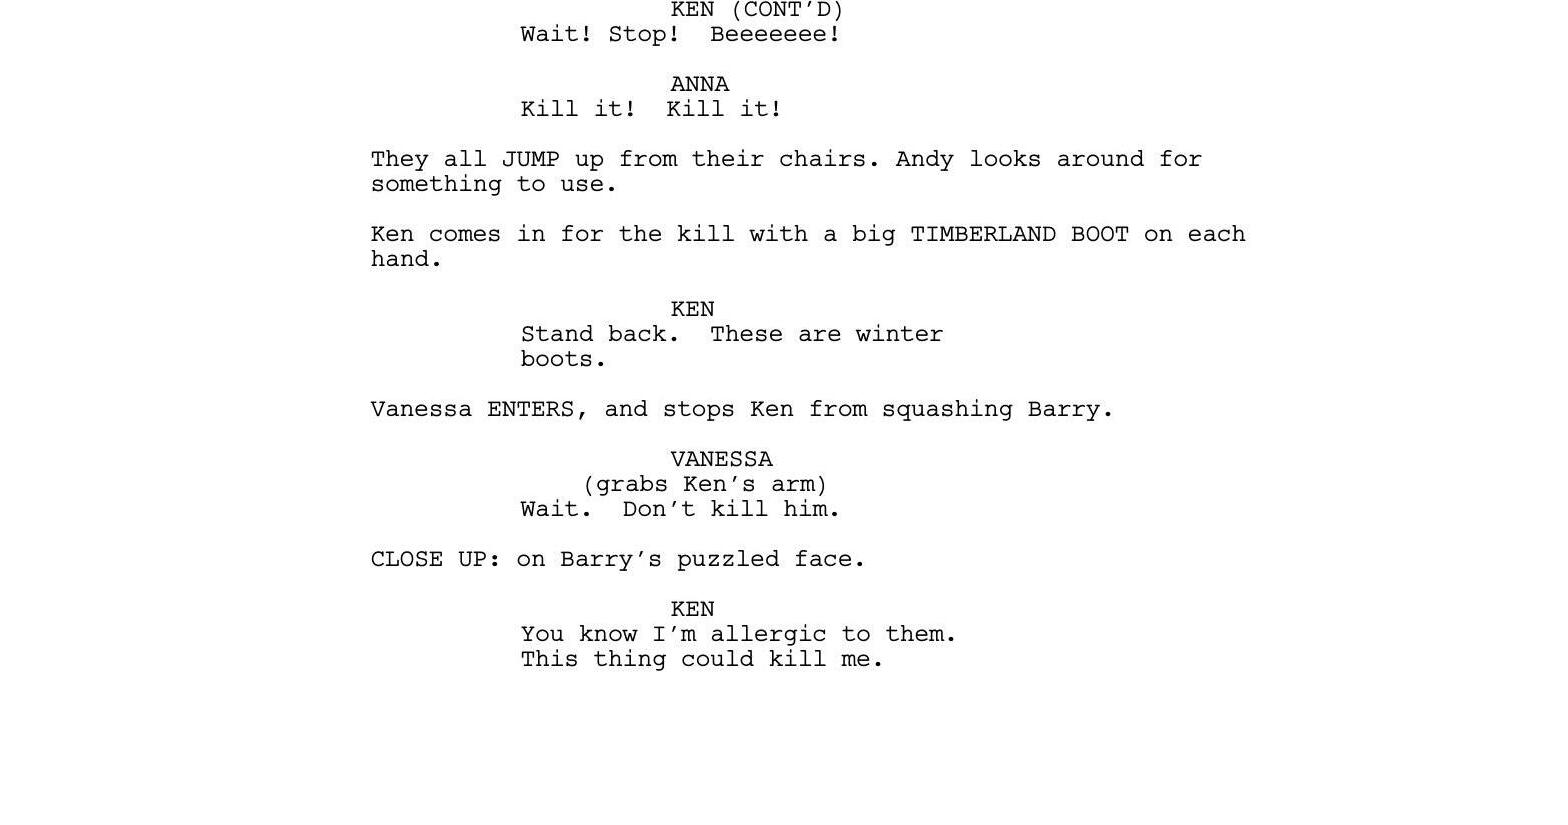 KEN (CONT’D)
Wait! Stop!  Beeeeeee!
ANNA
Kill it!  Kill it!
They all JUMP up from their chairs. Andy looks around for
something to use.
Ken comes in for the kill with a big TIMBERLAND BOOT on each
hand.
KEN
Stand back.  These are winter
boots.
Vanessa ENTERS, and stops Ken from squashing Barry.
VANESSA
(grabs Ken’s arm)
Wait.  Don’t kill him.
CLOSE UP: on Barry’s puzzled face.
KEN
You know I’m allergic to them.
This thing could kill me.